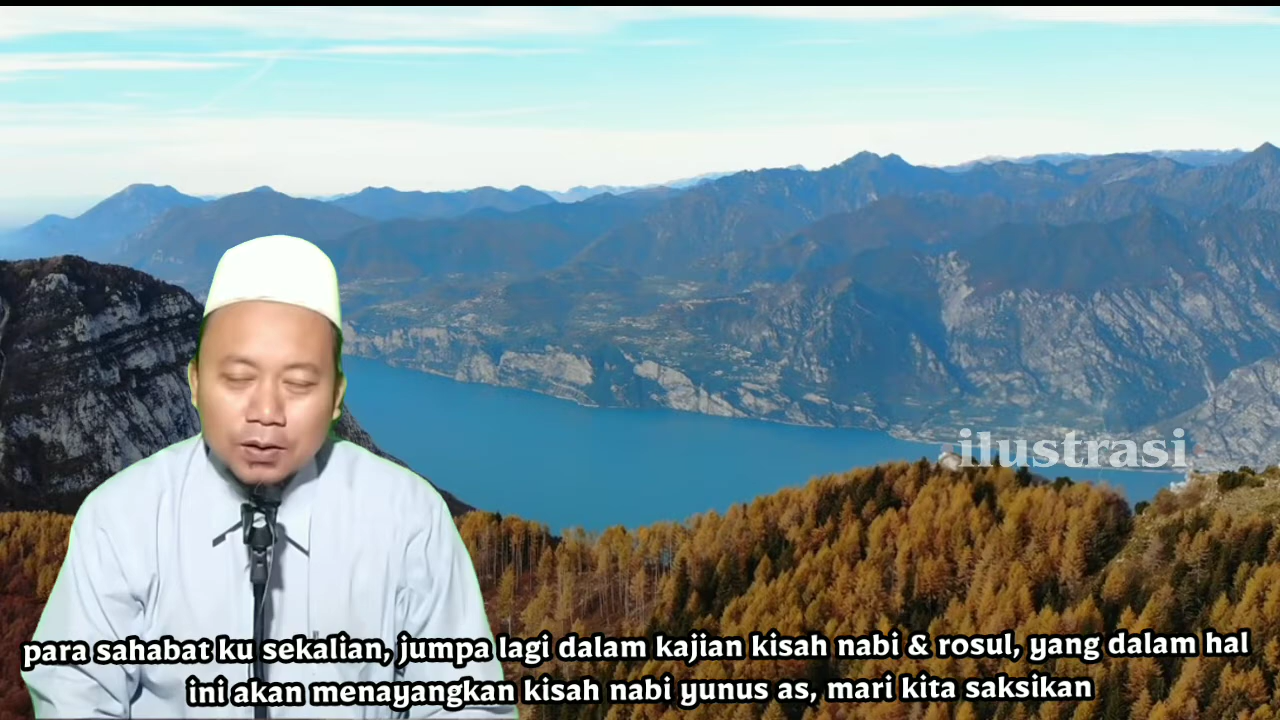 ilustrasi
para sahabat ku sekalian, jumpa lagi dalam kajian kisah nabi & rosul, yang dalam hal
ini akan menayangkan kisah nabi yunus as, mari kita saksikan